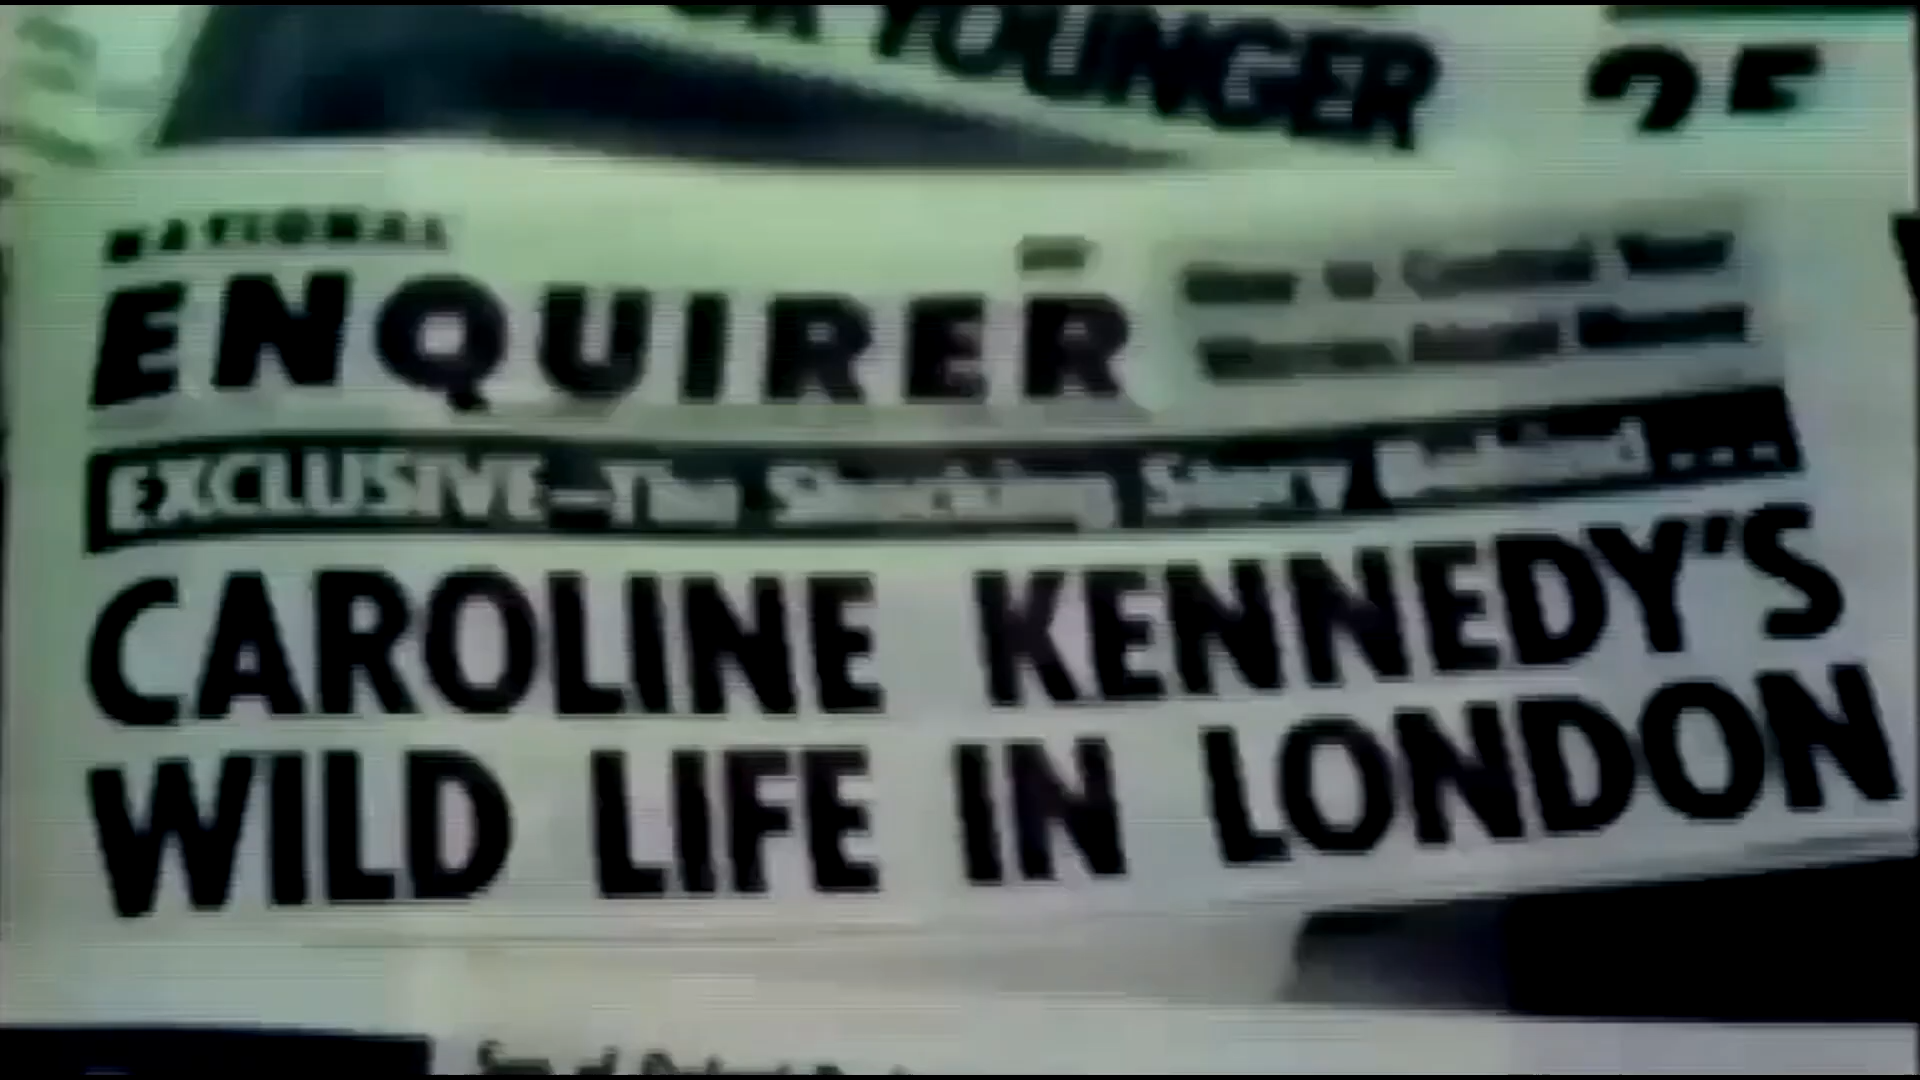 YOUNGER
25
NATIONAL
ENQUIRER
EXCLUSIVE—The Shocking Story Behind....
CAROLINE KENNEDY'S
WILD LIFE IN LONDON